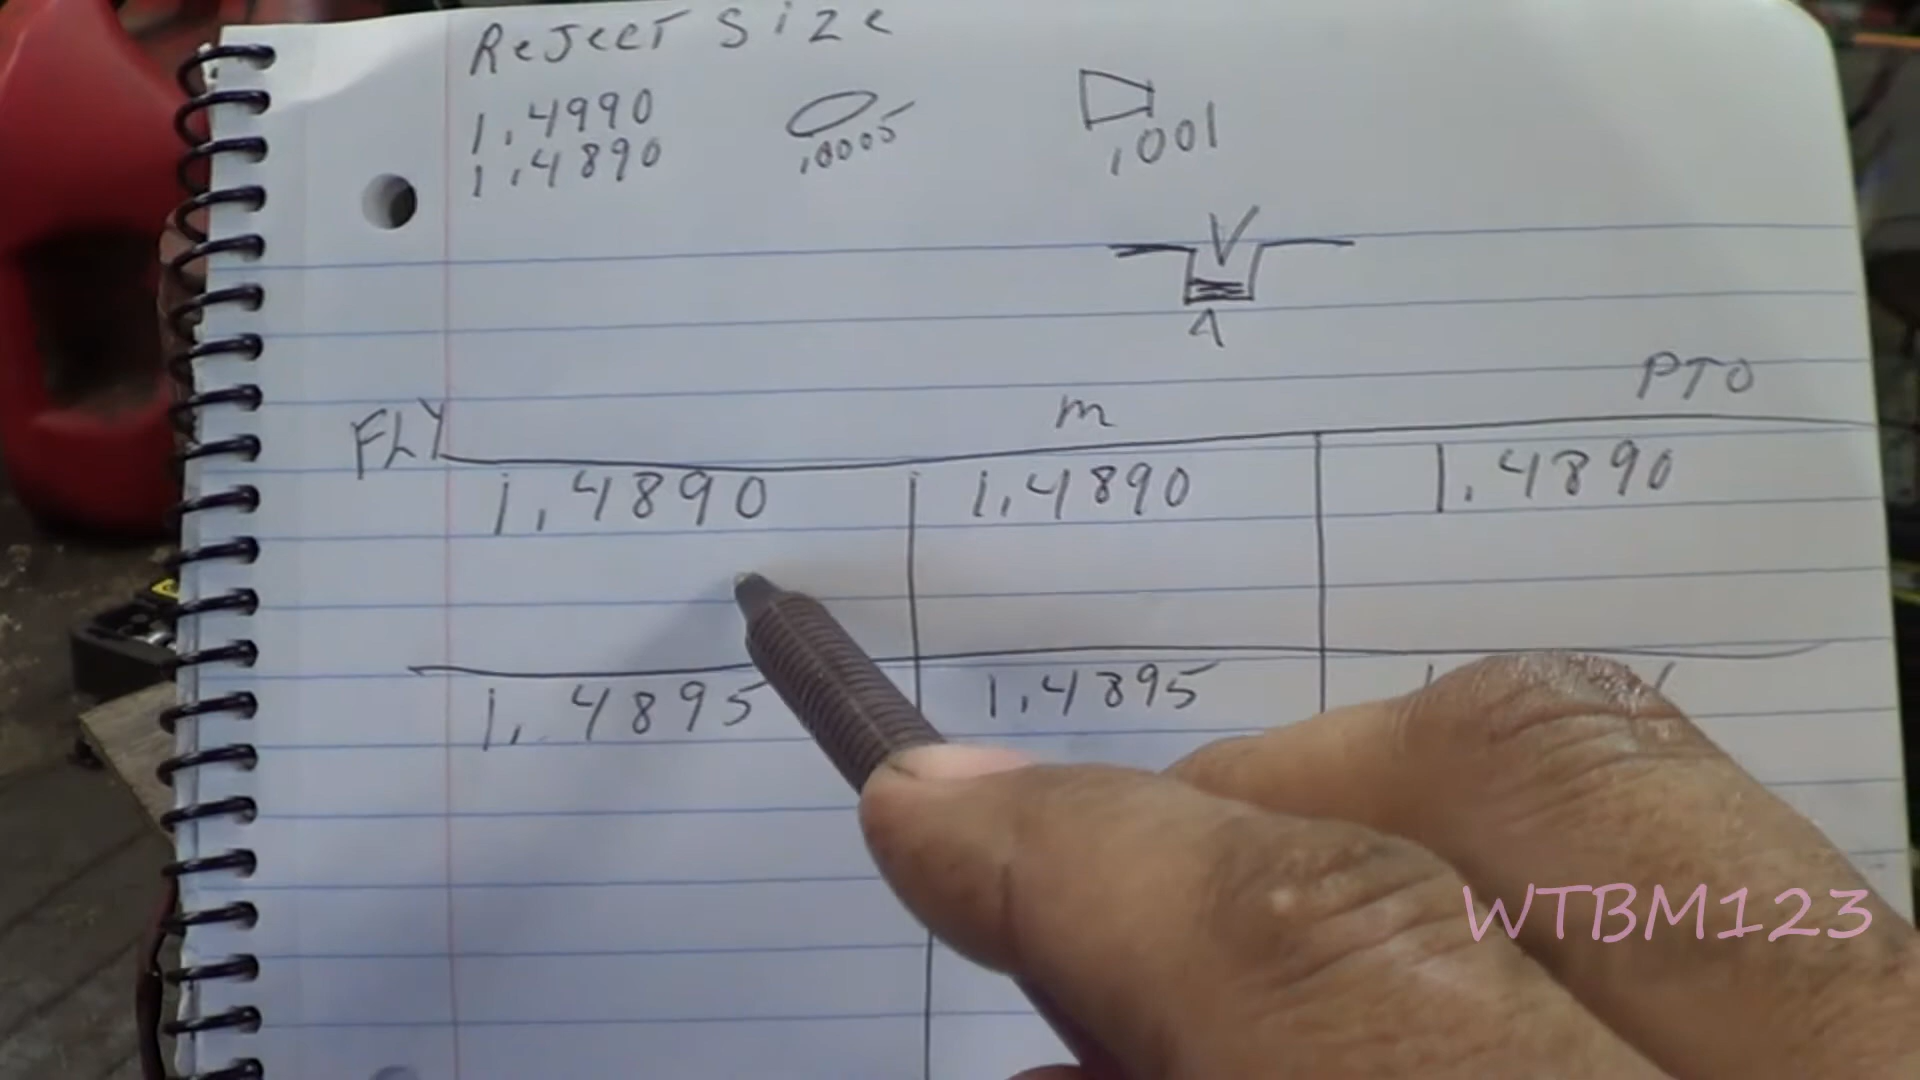 Reject Size
1.4990
1.4890
.0005
.001
V
Λ
FLY
m
PTO
1.4890 1.4890 1.4890
1.4895 1.4895
WTBM123